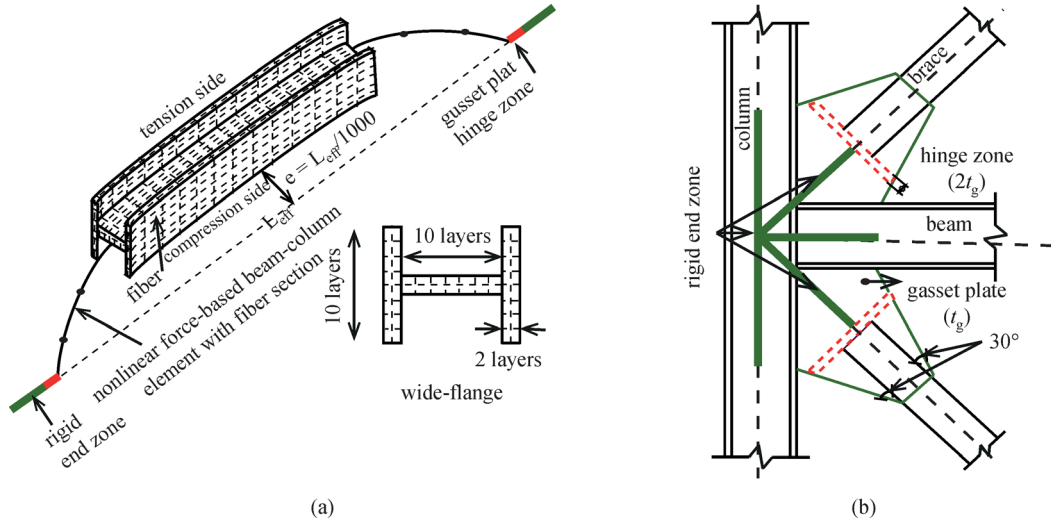 tension side
e = L_eff/1000
L_eff
compression side
fiber
gusset plat
hinge zone
nonlinear force-based beam-column
element with fiber section
rigid
end zone
10 layers
10 layers
2 layers
wide-flange
(a)
rigid end zone
column
brace
hinge zone
(2t_g)
beam
gasset plate
(t_g)
30°
(b)